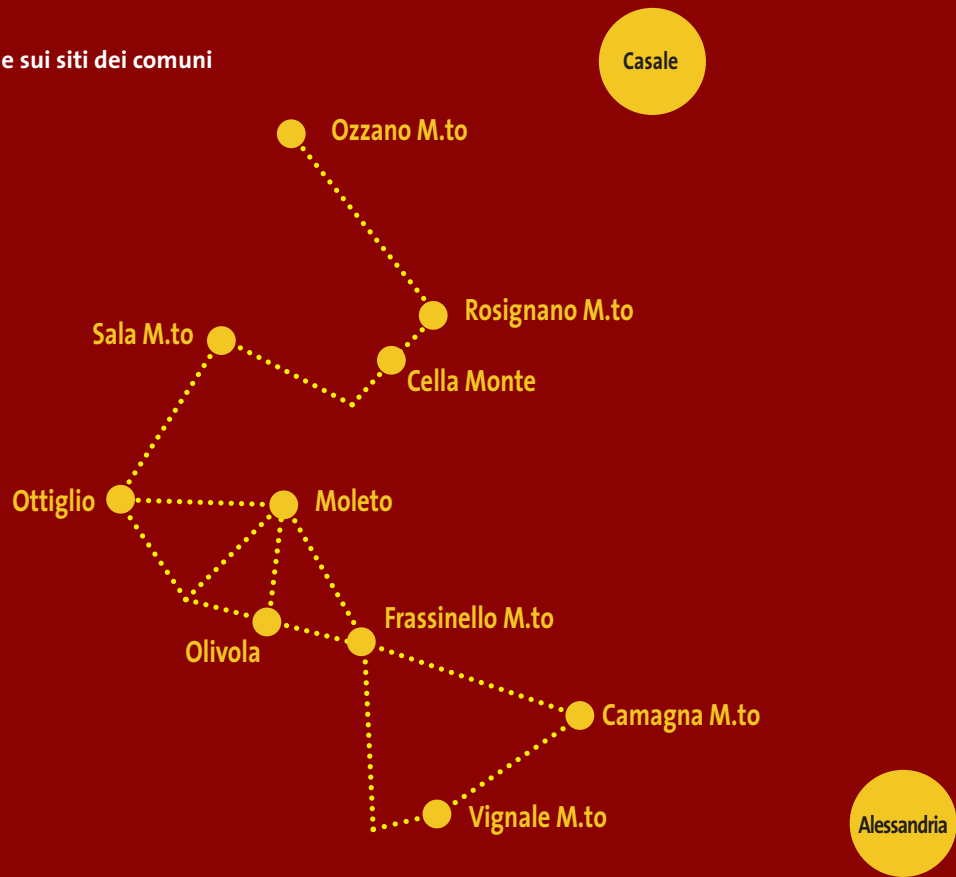 e sui siti dei comuni
Casale
Ozzano M.to
Rosignano M.to
Sala M.to
Cella Monte
Ottiglio
Moleto
Frassinello M.to
Olivola
Camagna M.to
Vignale M.to
Alessandria